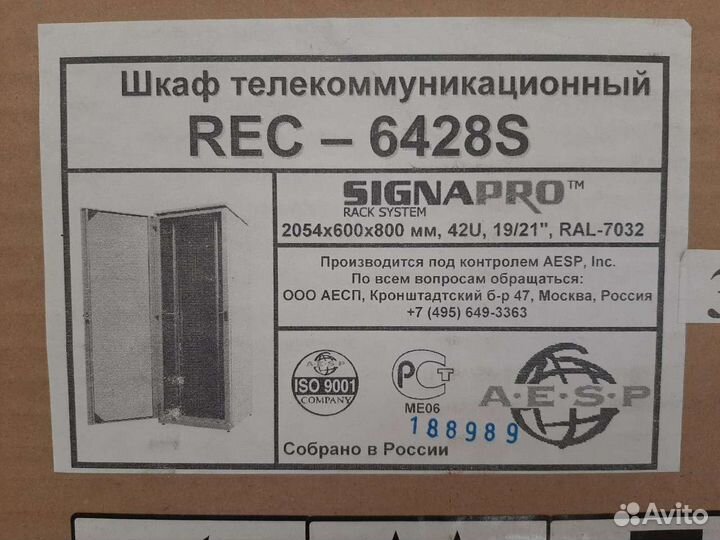 Шкаф телекоммуникационный
REC – 6428S
SIGNAPRO™
RACK SYSTEM
2054x600x800 мм, 42U, 19/21", RAL-7032
Производится под контролем AESP, Inc.
По всем вопросам обращаться:
ООО АЕСП, Кронштадтский б-р 47, Москва, Россия
+7 (495) 649-3363
A·E·S·P
ISO 9001
COMPANY
РСТ
ME06
A·E·S·P
188989
Собрано в России
Avito